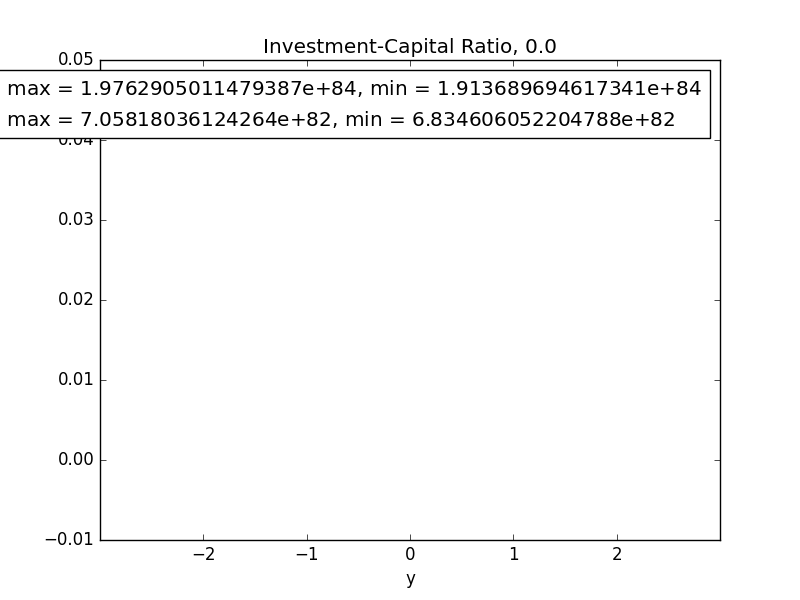 Investment-Capital Ratio, 0.0
0.05
max = 1.9762905011479387e+84, min = 1.913689694617341e+84
max = 7.05818036124264e+82, min = 6.834606052204788e+82
0.04
0.03
0.02
0.01
0.00
−0.01
−2 −1 0 1 2
y